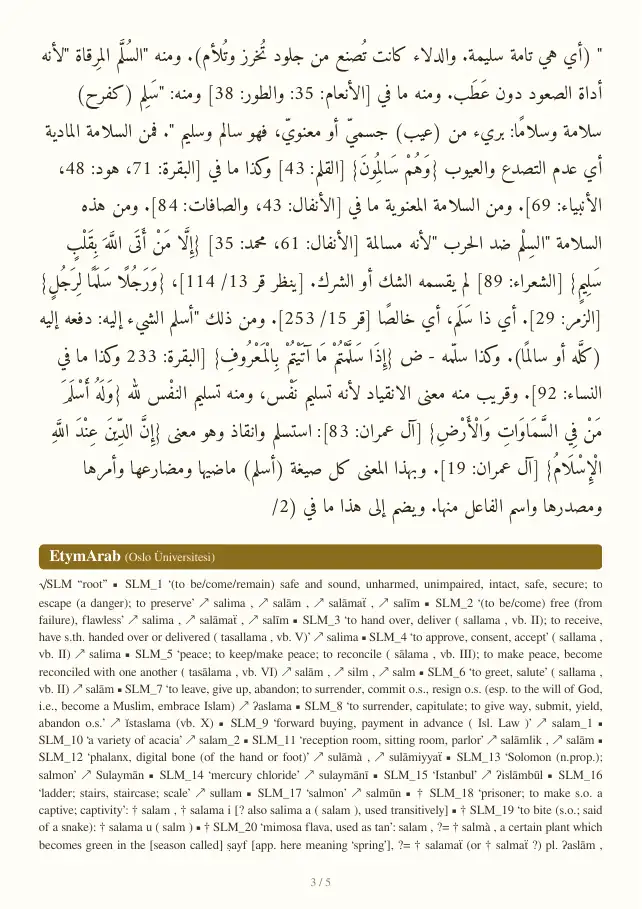 " (أي هي تامة سليمة. والدلاء كانت تُصنع من جلود تُخرز وتُلأم). ومنه "السُلَّم المِرقاة "لأنه
أداة الصعود دون عَطَب. ومنه ما في [الأنعام: 35: والطور: 38] ومنه: "سَلِم (كفرح)
سلامة وسلامًا: بريء من (عيب) جسميّ أو معنويّ، فهو سالم وسليم ". فمن السلامة المادية
أي عدم التصدع والعيوب {وَهُمْ سَالِمُونَ} [القلم: 43] وكذا ما في [البقرة: 71، هود: 48،
الأنبياء: 69]. ومن السلامة المعنوية ما في [الأنفال: 43، والصافات: 84]. ومن هذه
السلامة "السِلْم ضد الحرب "لأنه مسالمة [الأنفال: 61، محمد: 35] {إِلَّا مَنْ أَتَى اللَّهَ بِقَلْبٍ
سَلِيمٍ} [الشعراء: 89] لم يقسمه الشك أو الشرك. [ينظر قر 13/ 114]، {وَرَجُلًا سَلَمًا لِرَجُلٍ}
[الزمر: 29]. أي ذا سَلَم، أي خالصًا [قر 15/ 253]. ومن ذلك "أسلم الشيء إليه: دفعه إليه
(كلَّه أو سالمًا). وكذا سلّمه - ض {إِذَا سَلَّمْتُمْ مَا آتَيْتُمْ بِالْمَعْرُوفِ} [البقرة: 233 وكذا ما في
النساء: 92]. وقريب منه معنى الانقياد لأنه تسليم نَفْس، ومنه تسليم النفْس لله {وَلَهُ أَسْلَمَ
مَنْ فِي السَّمَاوَاتِ وَالْأَرْضِ} [آل عمران: 83]: استسلم وانقاذ وهو معنى {إِنَّ الدِّينَ عِنْدَ اللَّهِ
الْإِسْلَامُ} [آل عمران: 19]. وبهذا المعنى كل صيغة (أسلم) ماضيها ومضارعها وأمرها
ومصدرها واسم الفاعل منها. ويضم إلى هذا ما في (2/
EtymArab (Oslo Üniversitesi)
√SLM “root” ▪ SLM_1 ‘(to be/come/remain) safe and sound, unharmed, unimpaired, intact, safe, secure; to
escape (a danger); to preserve’ ↗ salima , ↗ salām , ↗ salāmaẗ , ↗ salīm ▪ SLM_2 ‘(to be/come) free (from
failure), flawless’ ↗ salima , ↗ salāmaẗ , ↗ salīm ▪ SLM_3 ‘to hand over, deliver ( sallama , vb. II); to receive,
have s.th. handed over or delivered ( tasallama , vb. V)’ ↗ salima ▪ SLM_4 ‘to approve, consent, accept’ ( sallama ,
vb. II) ↗ salima ▪ SLM_5 ‘peace; to keep/make peace; to reconcile ( sālama , vb. III); to make peace, become
reconciled with one another ( tasālama , vb. VI) ↗ salām , ↗ silm , ↗ salm ▪ SLM_6 ‘to greet, salute’ ( sallama ,
vb. II) ↗ salām ▪ SLM_7 ‘to leave, give up, abandon; to surrender, commit o.s., resign o.s. (esp. to the will of God,
i.e., become a Muslim, embrace Islam) ↗ ʔaslama ▪ SLM_8 ‘to surrender, capitulate; to give way, submit, yield,
abandon o.s.’ ↗ ĭstaslama (vb. X) ▪ SLM_9 ‘forward buying, payment in advance ( Isl. Law )’ ↗ salam_1 ▪
SLM_10 ‘a variety of acacia’ ↗ salam_2 ▪ SLM_11 ‘reception room, sitting room, parlor’ ↗ salāmlik , ↗ salām ▪
SLM_12 ‘phalanx, digital bone (of the hand or foot)’ ↗ sulāmà , ↗ sulāmiyyaẗ ▪ SLM_13 ‘Solomon (n.prop.);
salmon’ ↗ Sulaymān ▪ SLM_14 ‘mercury chloride’ ↗ sulaymānī ▪ SLM_15 ‘Istanbul’ ↗ ʔislāmbūl ▪ SLM_16
‘ladder; stairs, staircase; scale’ ↗ sullam ▪ SLM_17 ‘salmon’ ↗ salmūn ▪ † SLM_18 ‘prisoner; to make s.o. a
captive; captivity’: † salam , † salama i [? also salima a ( salam ), used transitively] ▪ † SLM_19 ‘to bite (s.o.; said
of a snake): † salama u ( salm ) ▪ † SLM_20 ‘mimosa flava, used as tan’: salam , ?= † salmà , a certain plant which
becomes green in the [season called] ṣayf [app. here meaning ‘spring’], ?= † salamaẗ (or † salmaẗ ?) pl. ʔaslām ,
3 / 5